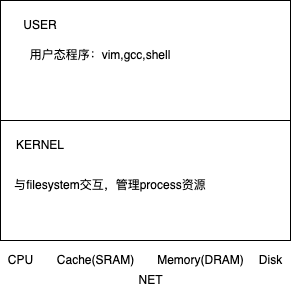 USER
用户态程序：vim,gcc,shell
KERNEL
与filesystem交互，管理process资源
CPU Cache(SRAM) Memory(DRAM) Disk
NET